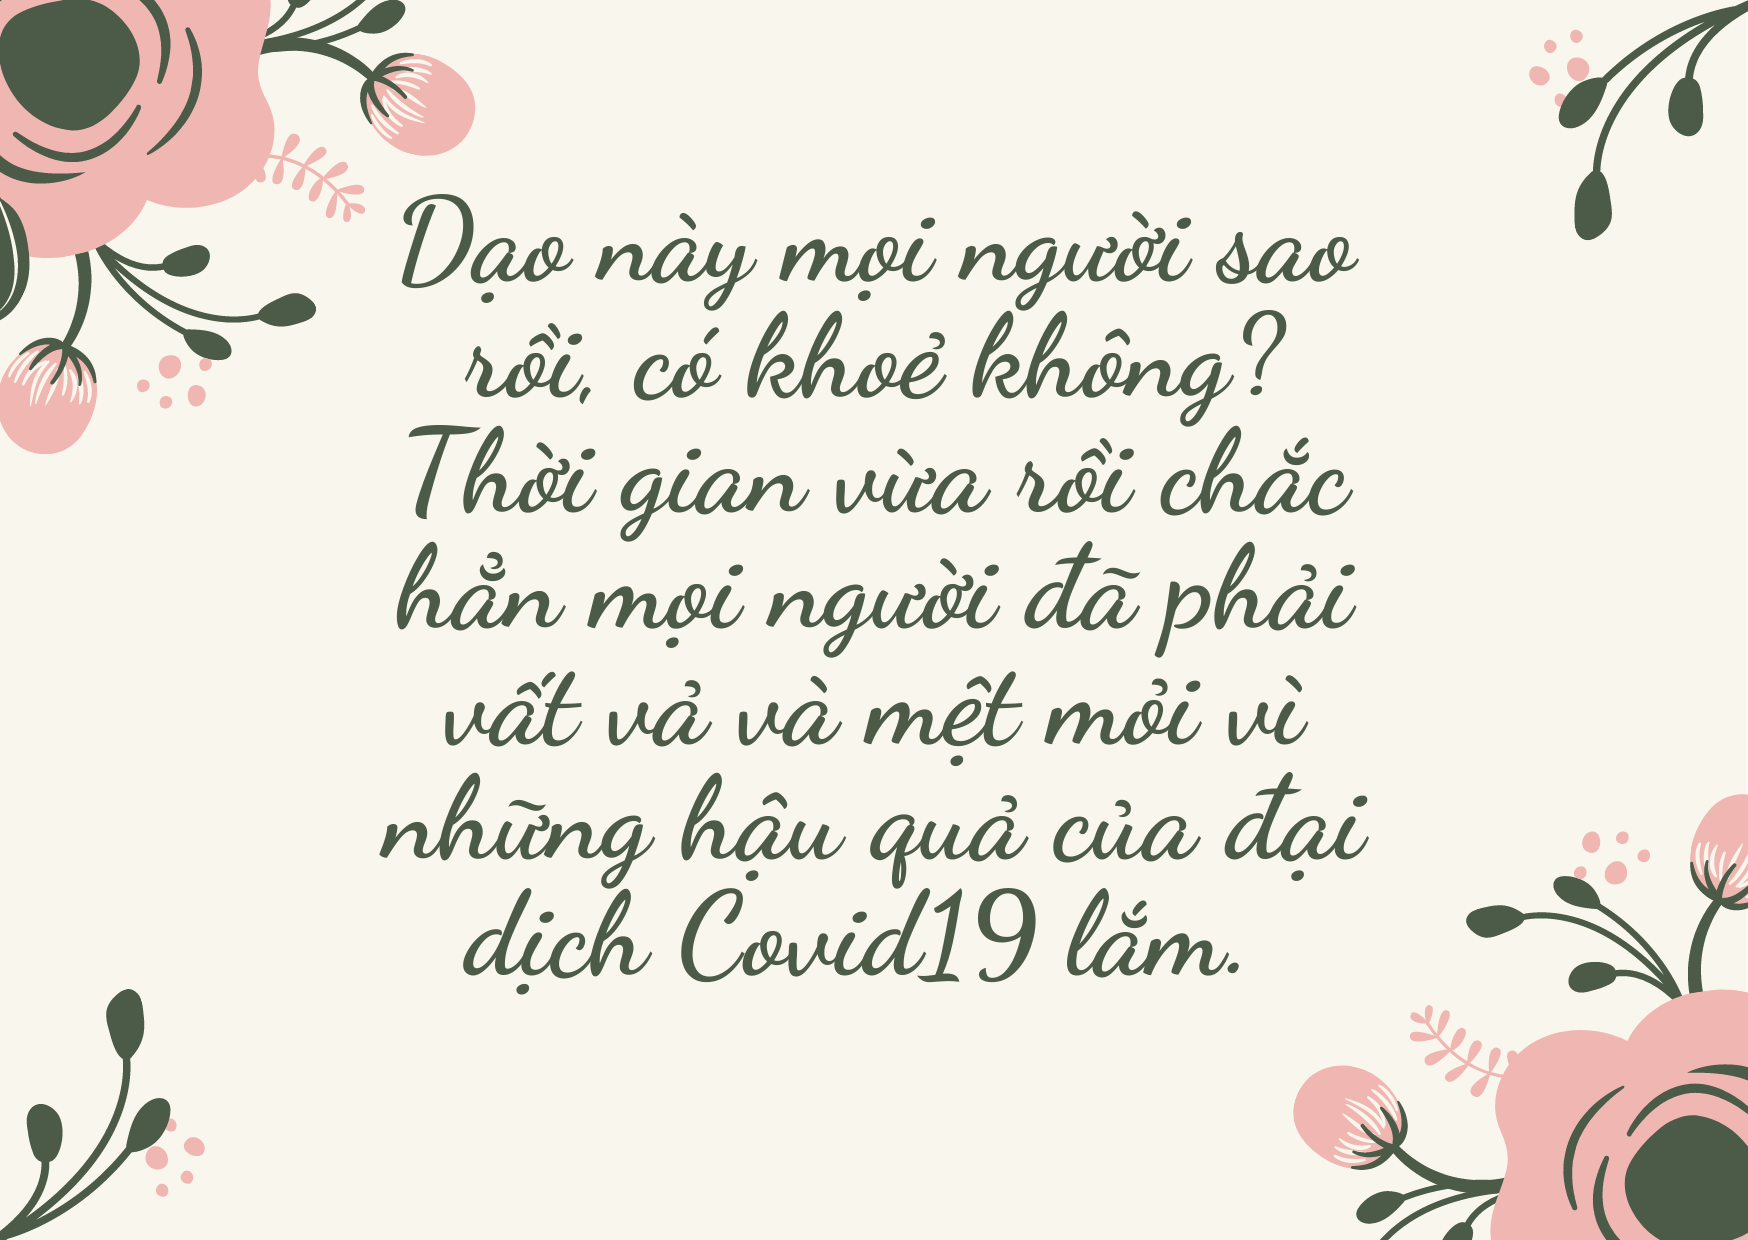 Dạo này mọi người sao
rồi, có khoẻ không?
Thời gian vừa rồi chắc
hẳn mọi người đã phải
vất vả và mệt mỏi vì
những hậu quả của đại
dịch Covid19 lắm.